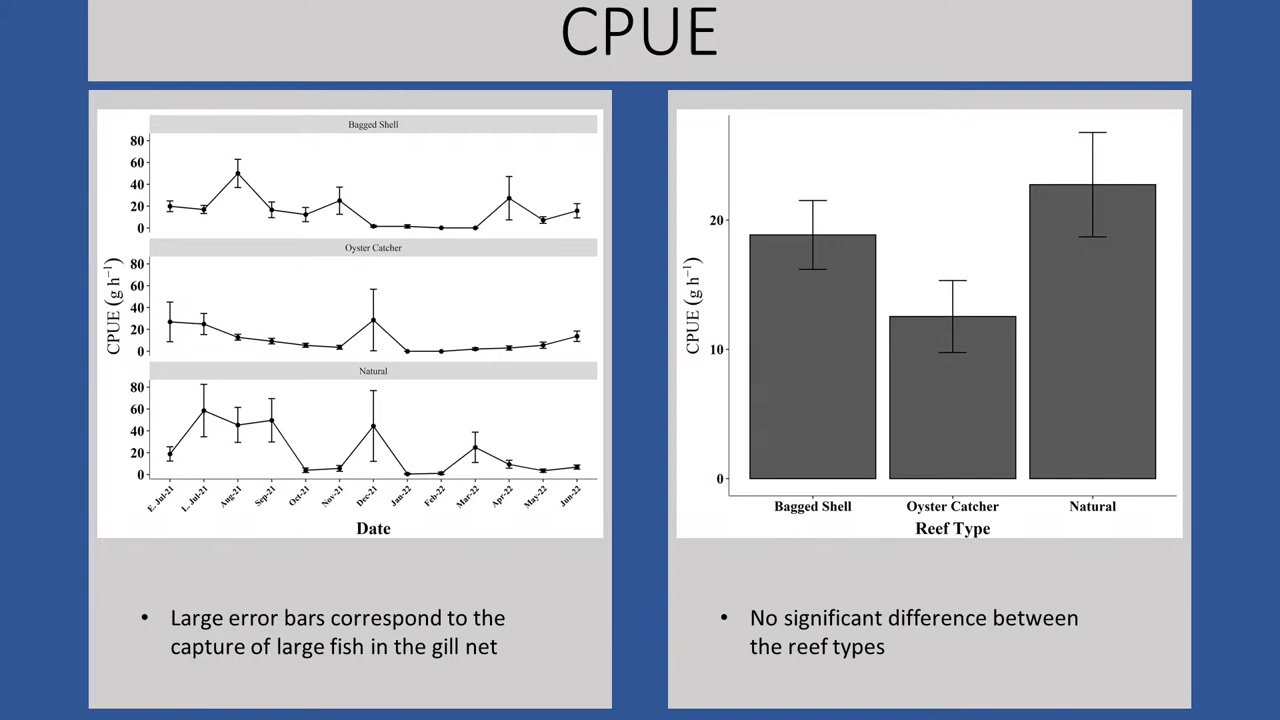 CPUE
Bagged Shell
80
60
40
20
0
Oyster Catcher
80
60
40
20
0
Natural
80
60
40
20
0
CPUE (g h⁻¹)
E. Jul-21 L. Jul-21 Aug-21 Sep-21 Oct-21 Nov-21 Dec-21 Jan-22 Feb-22 Mar-22 Apr-22 May-22 Jun-22
Date
• Large error bars correspond to the
capture of large fish in the gill net
CPUE (g h⁻¹)
20
10
0
Bagged Shell Oyster Catcher Natural
Reef Type
• No significant difference between
the reef types